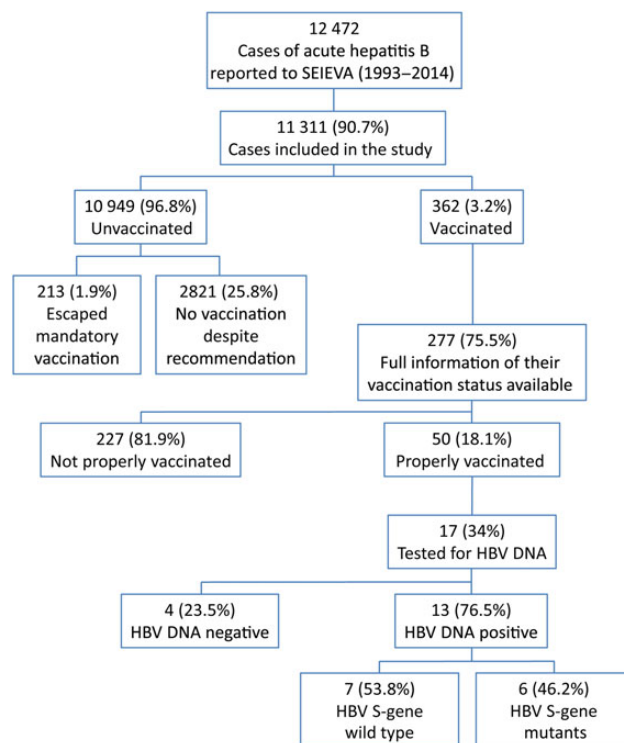 12 472
Cases of acute hepatitis B
reported to SEIEVA (1993–2014)
11 311 (90.7%)
Cases included in the study
10 949 (96.8%)
Unvaccinated
362 (3.2%)
Vaccinated
213 (1.9%)
Escaped
mandatory
vaccination
2821 (25.8%)
No vaccination
despite
recommendation
277 (75.5%)
Full information of their
vaccination status available
227 (81.9%)
Not properly vaccinated
50 (18.1%)
Properly vaccinated
17 (34%)
Tested for HBV DNA
4 (23.5%)
HBV DNA negative
13 (76.5%)
HBV DNA positive
7 (53.8%)
HBV S-gene
wild type
6 (46.2%)
HBV S-gene
mutants